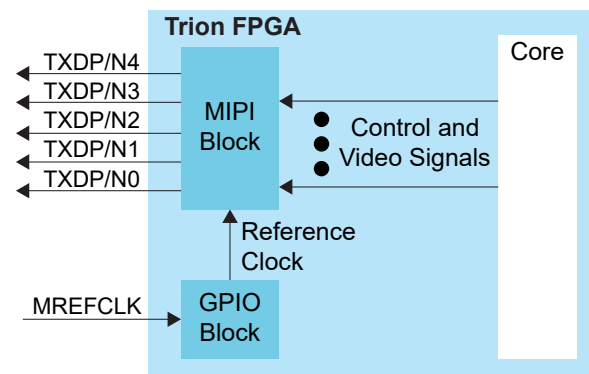 Trion FPGA
Core
TXDP/N4
TXDP/N3
TXDP/N2
TXDP/N1
TXDP/N0
MIPI
Block
Control and
Video Signals
Reference
Clock
MREFCLK
GPIO
Block